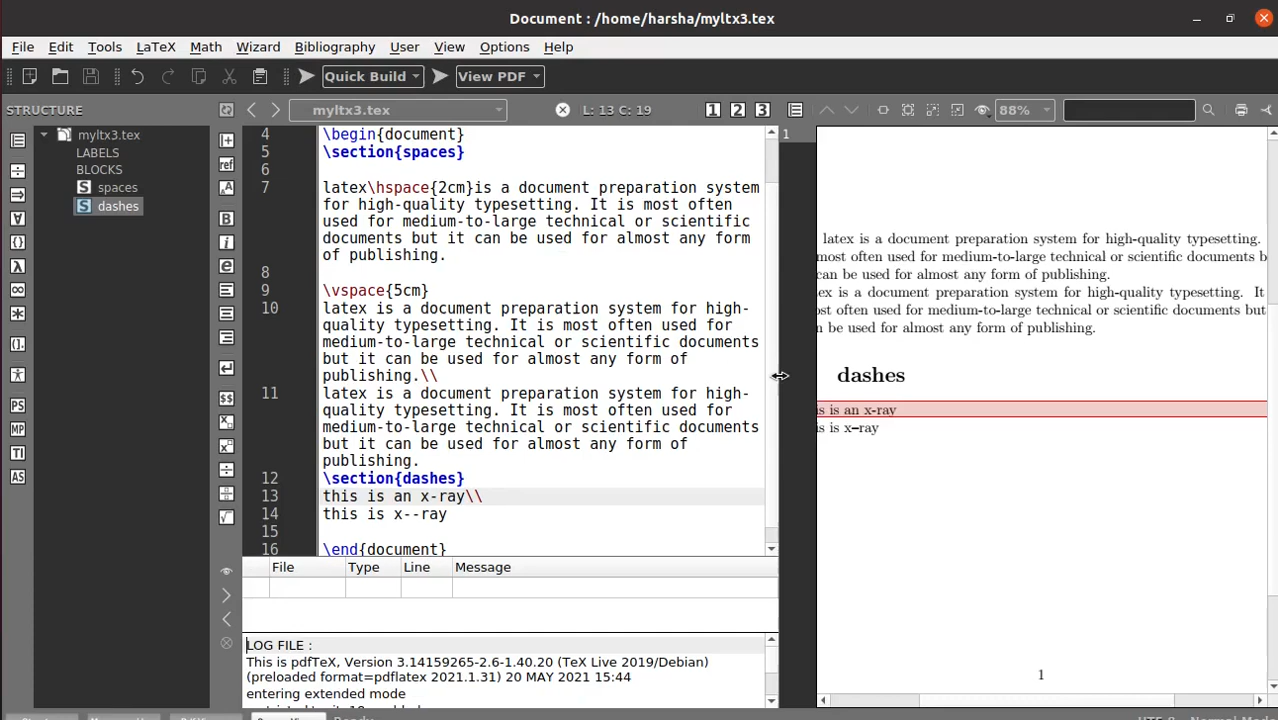 Document : /home/harsha/myltx3.tex
File Edit Tools LaTeX Math Wizard Bibliography User View Options Help
Quick Build View PDF
STRUCTURE myltx3.tex L: 13 C: 19 1 2 3 88%
myltx3.tex
LABELS
BLOCKS
S spaces
S dashes
ref
A
B
i
e
$$
PS
MP
TI
AS
4 \begin{document}
5 \section{spaces}
6
7 latex\hspace{2cm}is a document preparation system
for high-quality typesetting. It is most often
used for medium-to-large technical or scientific
documents but it can be used for almost any form
of publishing.
8
9 \vspace{5cm}
10 latex is a document preparation system for high-
quality typesetting. It is most often used for
medium-to-large technical or scientific documents
but it can be used for almost any form of
publishing.\\
11 latex is a document preparation system for high-
quality typesetting. It is most often used for
medium-to-large technical or scientific documents
but it can be used for almost any form of
publishing.
12 \section{dashes}
13 this is an x-ray\\
14 this is x--ray
15
16 \end{document}
File Type Line Message
LOG FILE :
This is pdfTeX, Version 3.14159265-2.6-1.40.20 (TeX Live 2019/Debian)
(preloaded format=pdflatex 2021.1.31) 20 MAY 2021 15:44
entering extended mode
1
latex is a document preparation system for high-quality typesetting.
most often used for medium-to-large technical or scientific documents b
can be used for almost any form of publishing.
ex is a document preparation system for high-quality typesetting. It
st often used for medium-to-large technical or scientific documents but
n be used for almost any form of publishing.
dashes
is is an x-ray
is is x–ray
1